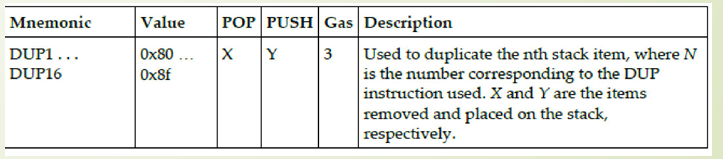 Mnemonic Value POP PUSH Gas Description
DUP1 ... 0x80 ... X Y 3 Used to duplicate the nth stack item, where N
DUP16 0x8f is the number corresponding to the DUP
instruction used. X and Y are the items
removed and placed on the stack,
respectively.